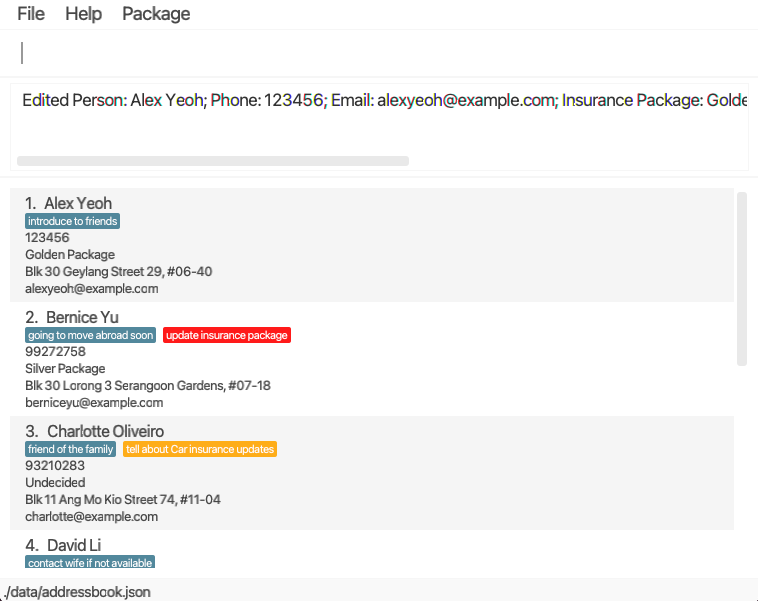 File Help Package
Edited Person: Alex Yeoh; Phone: 123456; Email: alexyeoh@example.com; Insurance Package: Golde
1. Alex Yeoh
introduce to friends
123456
Golden Package
Blk 30 Geylang Street 29, #06-40
alexyeoh@example.com
2. Bernice Yu
going to move abroad soon update insurance package
99272758
Silver Package
Blk 30 Lorong 3 Serangoon Gardens, #07-18
berniceyu@example.com
3. Charlotte Oliveiro
friend of the family tell about Car insurance updates
93210283
Undecided
Blk 11 Ang Mo Kio Street 74, #11-04
charlotte@example.com
4. David Li
contact wife if not available
./data/addressbook.json